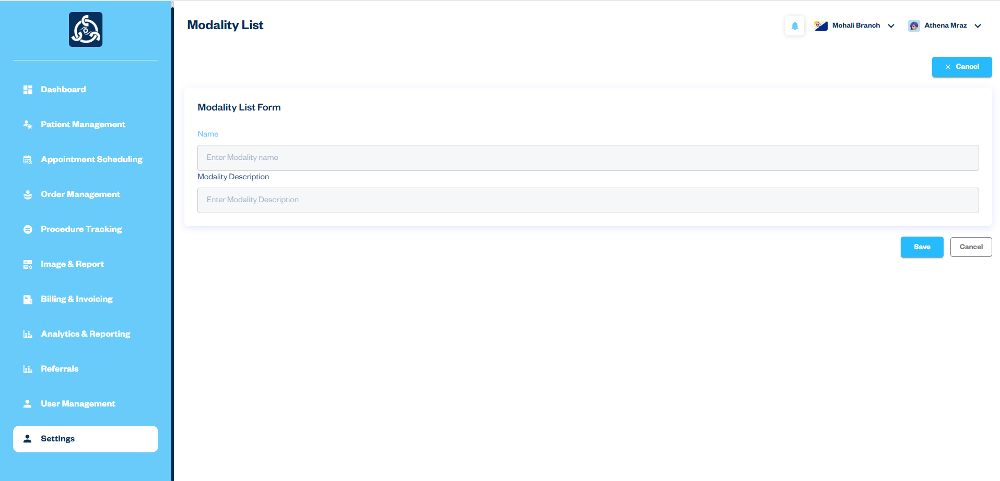 Modality List
Mohali Branch
Athena Mraz
Cancel
Dashboard
Patient Management
Appointment Scheduling
Order Management
Procedure Tracking
Image & Report
Billing & Invoicing
Analytics & Reporting
Referrals
User Management
Settings
Modality List Form
Name
Enter Modality name
Modality Description
Enter Modality Description
Save
Cancel